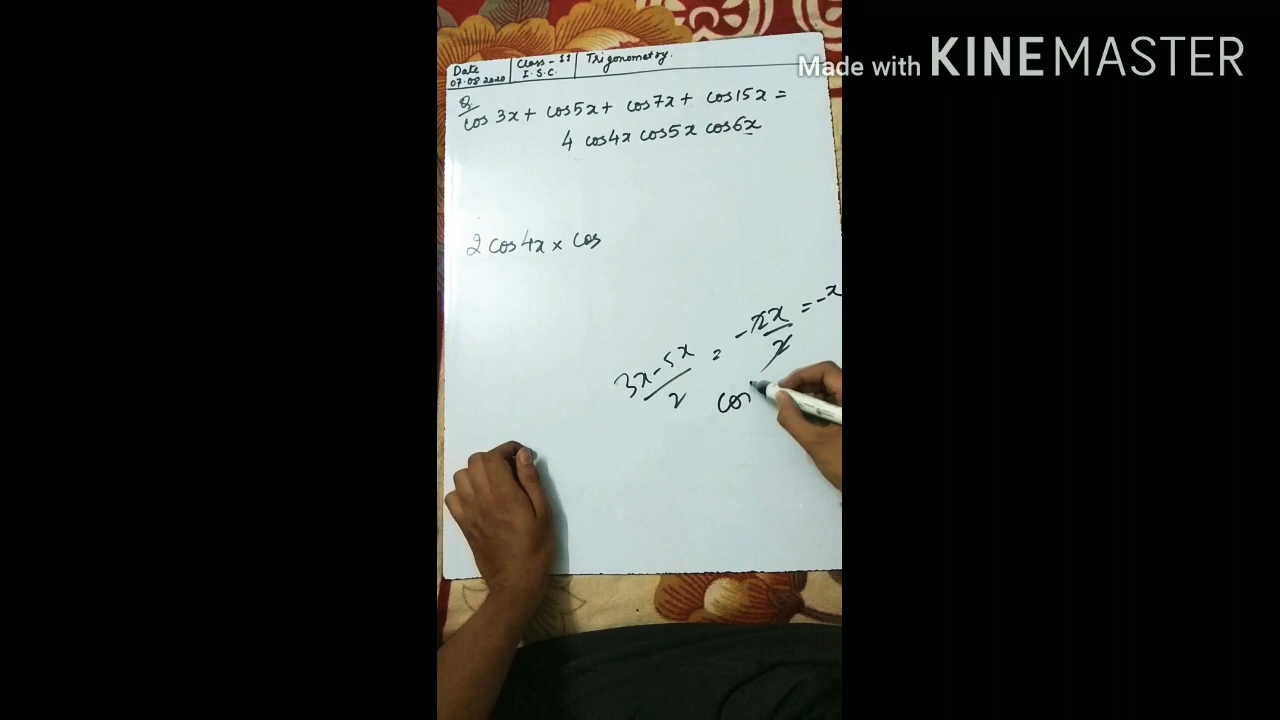 Made with KINEMASTER
Date
07.08.2020
Class - 11
I.S.C.
Trigonometry.
Q.
cos 3x + cos5x + cos7x + cos15x =
4 cos4x cos5x cos6x
2 cos4x × cos
3x-5x/2 = -2x/2 = -x
cos